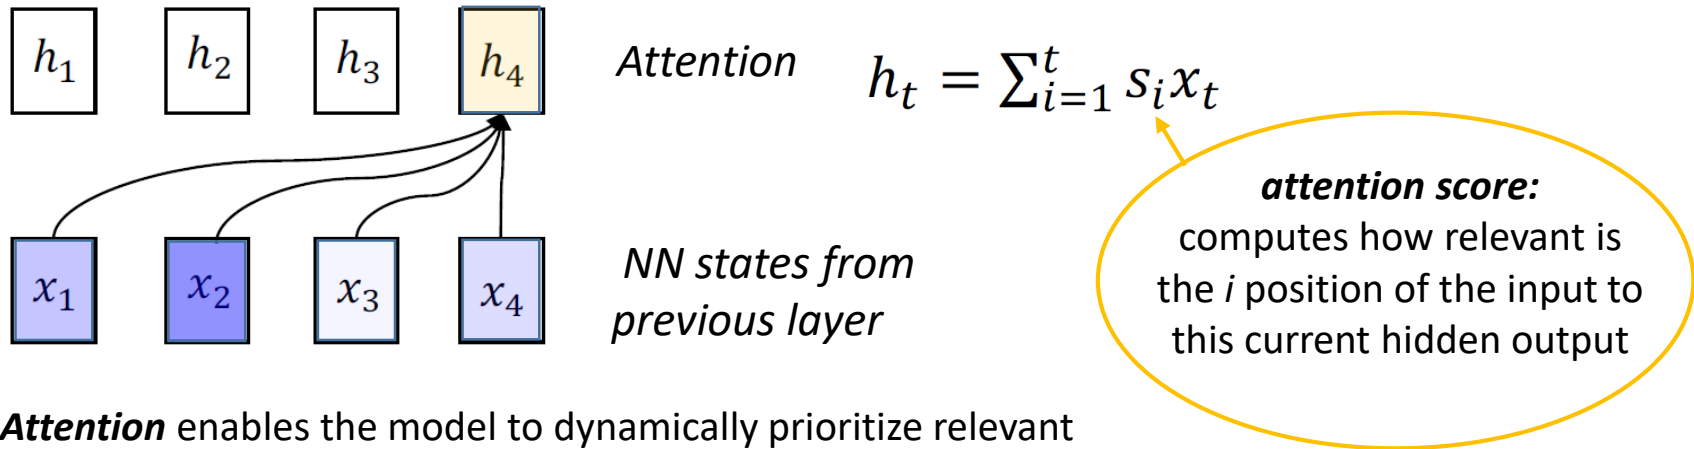 h₁ h₂ h₃ h₄ Attention hₜ = ∑ᵗᵢ₌₁ sᵢxₜ
attention score:
computes how relevant is
the i position of the input to
this current hidden output
x₁ x₂ x₃ x₄
NN states from
previous layer
Attention enables the model to dynamically prioritize relevant